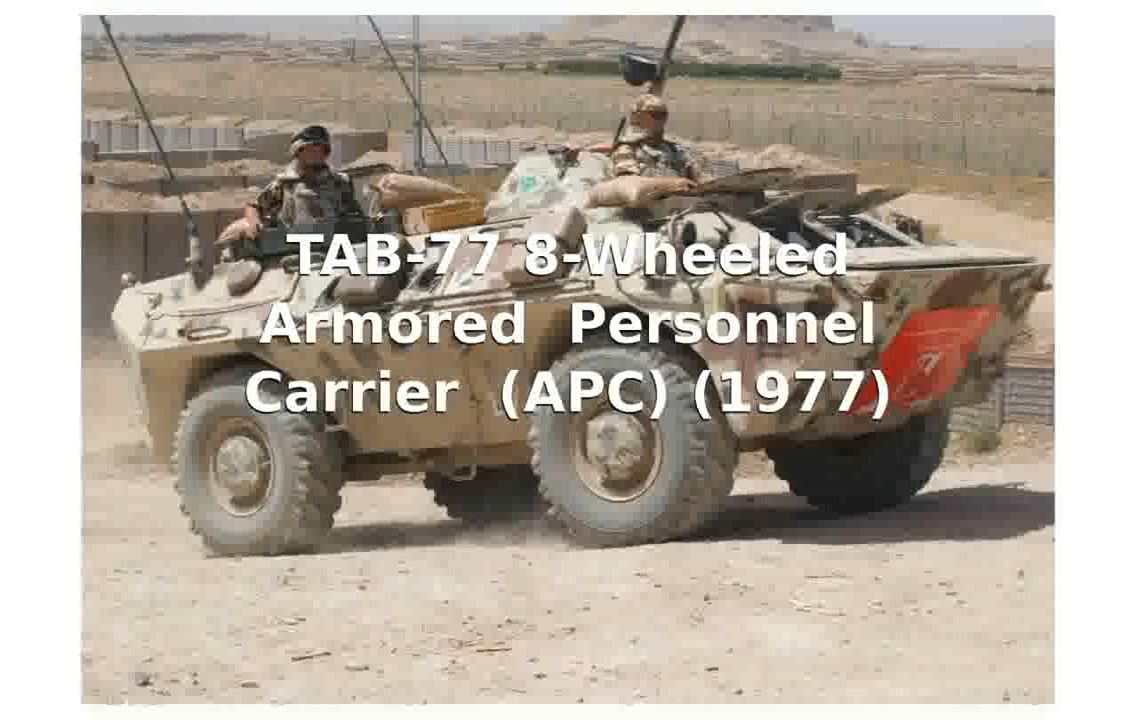 TAB-77 8-Wheeled
Armored Personnel
Carrier (APC) (1977)